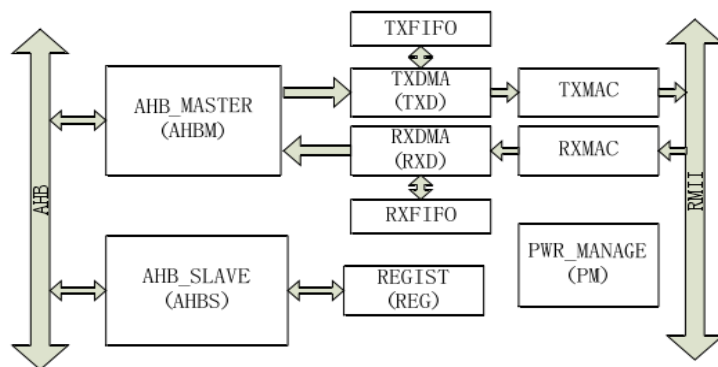 TXFIFO
TXDMA
(TXD)
TXMAC
AHB_MASTER
(AHBM)
RXDMA
(RXD)
RXMAC
RXFIFO
AHB
RMII
AHB_SLAVE
(AHBS)
REGIST
(REG)
PWR_MANAGE
(PM)